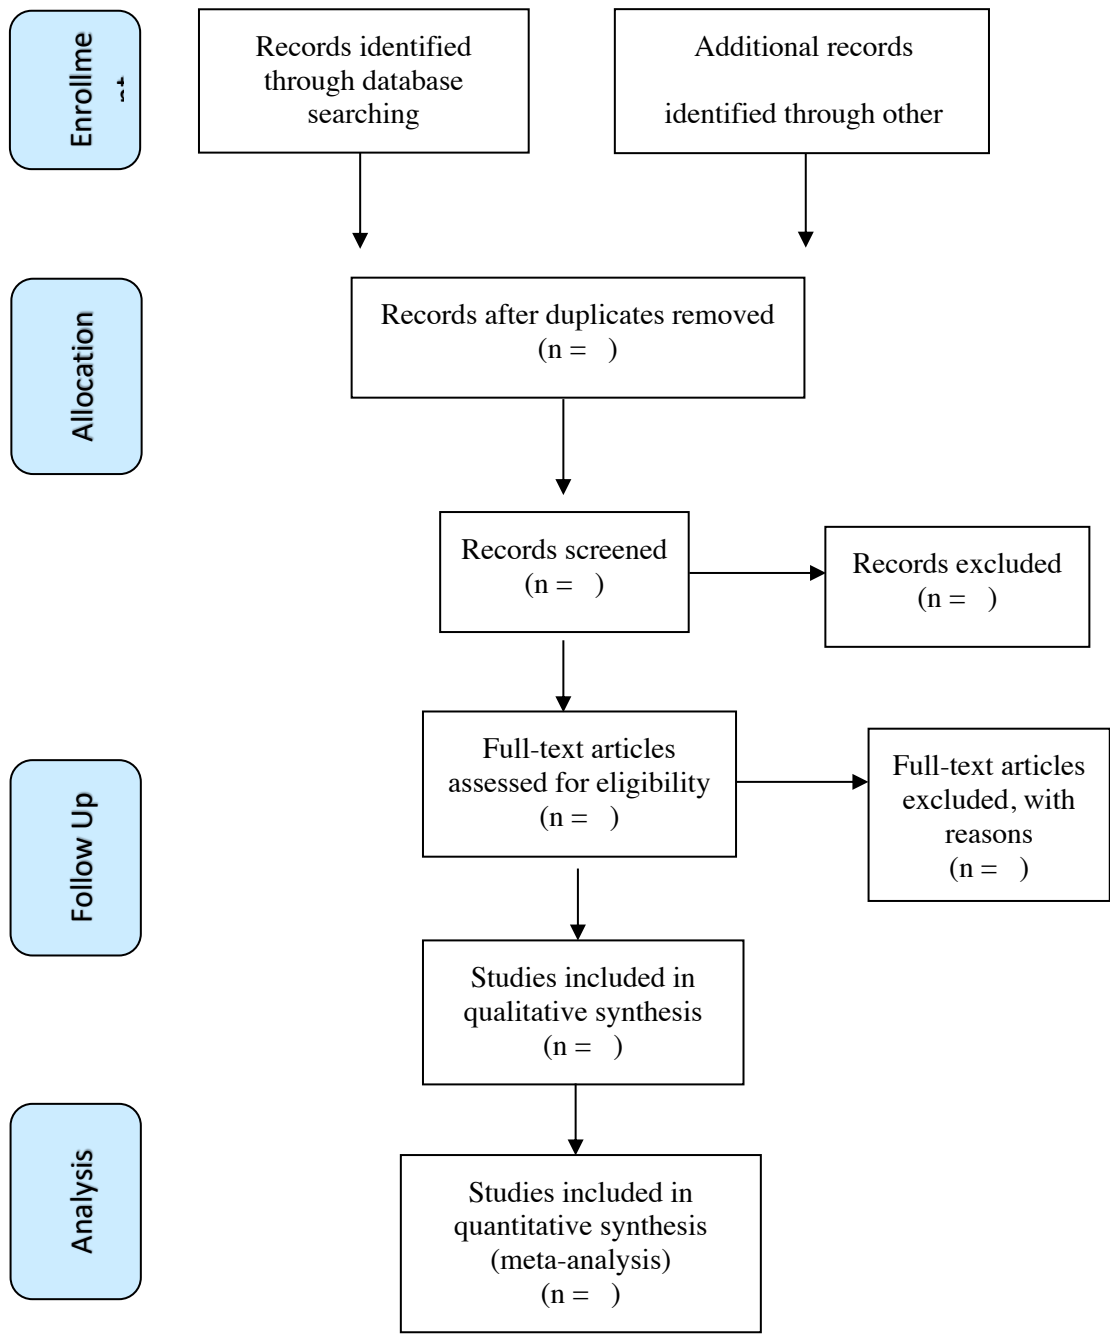 Enrollme
nt
Records identified
through database
searching
Additional records
identified through other
Allocation
Records after duplicates removed
(n =   )
Records screened
(n =   )
Records excluded
(n =   )
Follow Up
Full-text articles
assessed for eligibility
(n =   )
Full-text articles
excluded, with
reasons
(n =   )
Studies included in
qualitative synthesis
(n =   )
Analysis
Studies included in
quantitative synthesis
(meta-analysis)
(n =   )